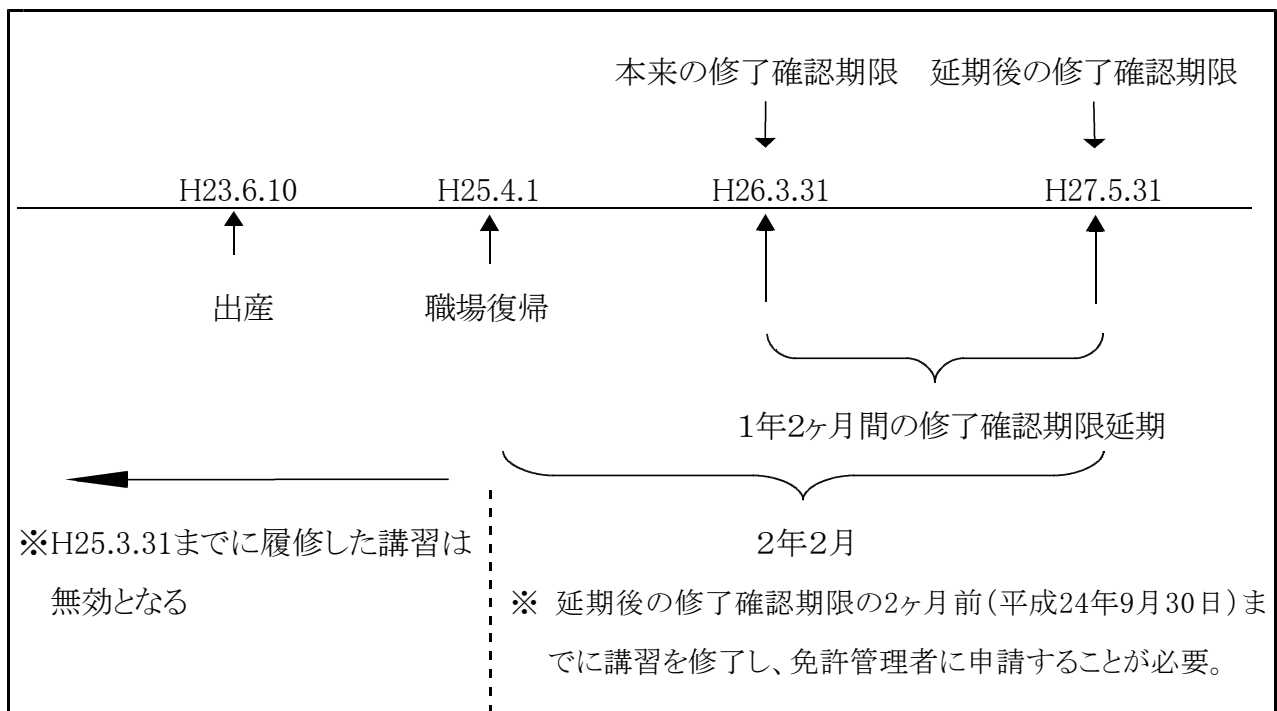 本来の修了確認期限 延期後の修了確認期限
H23.6.10 H25.4.1 H26.3.31 H27.5.31
出産 職場復帰
1年2ヶ月間の修了確認期限延期
※H25.3.31までに履修した講習は
無効となる
2年2月
※ 延期後の修了確認期限の2ヶ月前(平成24年9月30日)ま
でに講習を修了し、免許管理者に申請することが必要。